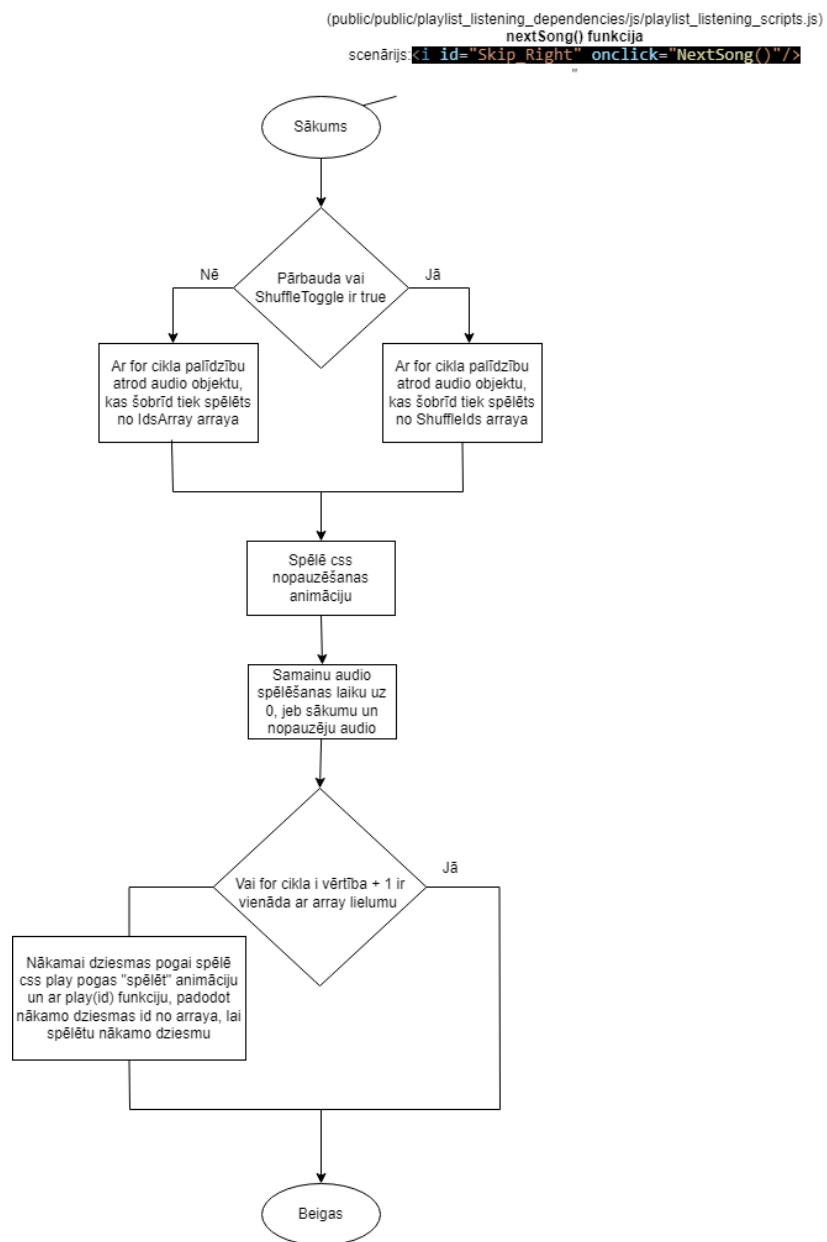 (public/public/playlist_listening_dependencies/js/playlist_listening_scripts.js)
nextSong() funkcija
scenārijs:<i id="Skip_Right" onclick="NextSong()"/>
"
Sākums
Pārbauda vai
ShuffleToggle ir true
Nē
Jā
Ar for cikla palīdzību
atrod audio objektu,
kas šobrīd tiek spēlēts
no IdsArray arraya
Ar for cikla palīdzību
atrod audio objektu,
kas šobrīd tiek spēlēts
no ShuffleIds arraya
Spēlē css
nopauzēšanas
animāciju
Samainu audio
spēlēšanas laiku uz
0, jeb sākumu un
nopauzēju audio
Vai for cikla i vērtība + 1 ir
vienāda ar array lielumu
Jā
Nākamai dziesmas pogai spēlē
css play pogas "spēlēt" animāciju
un ar play(id) funkciju, padodot
nākamo dziesmas id no arraya, lai
spēlētu nākamo dziesmu
Beigas